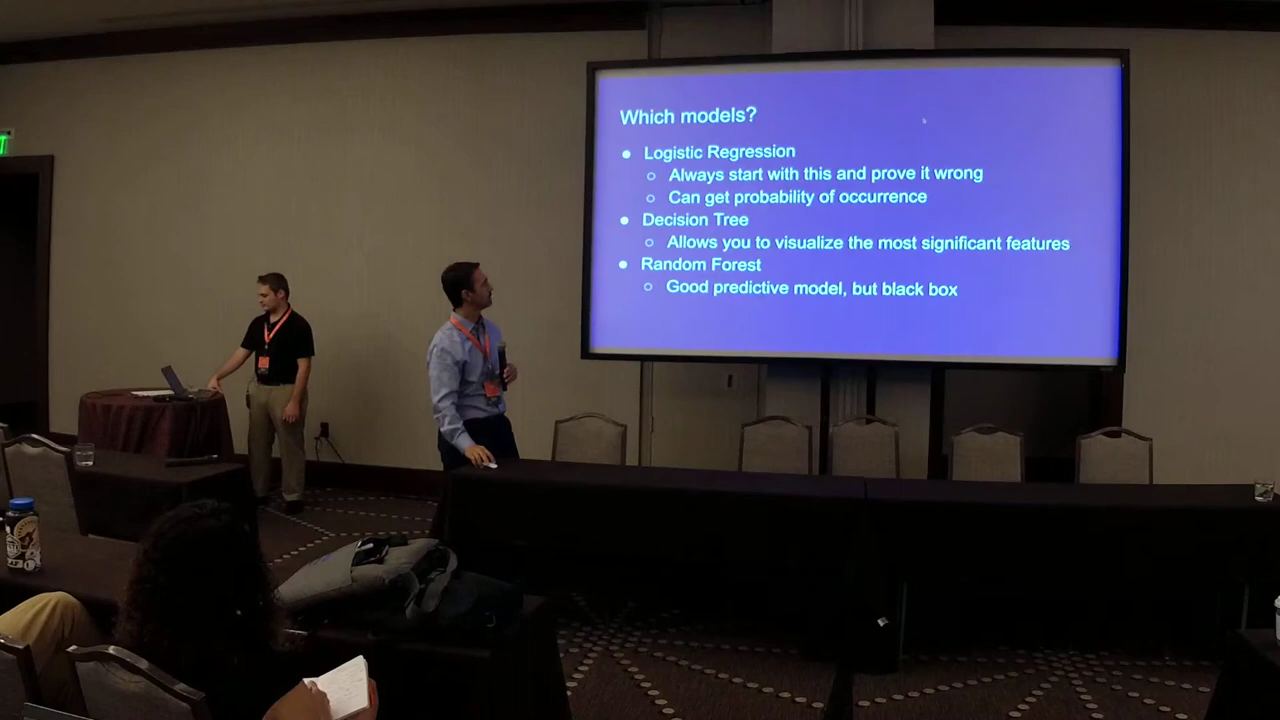 Which models?
● Logistic Regression
○ Always start with this and prove it wrong
○ Can get probability of occurrence
● Decision Tree
○ Allows you to visualize the most significant features
● Random Forest
○ Good predictive model, but black box